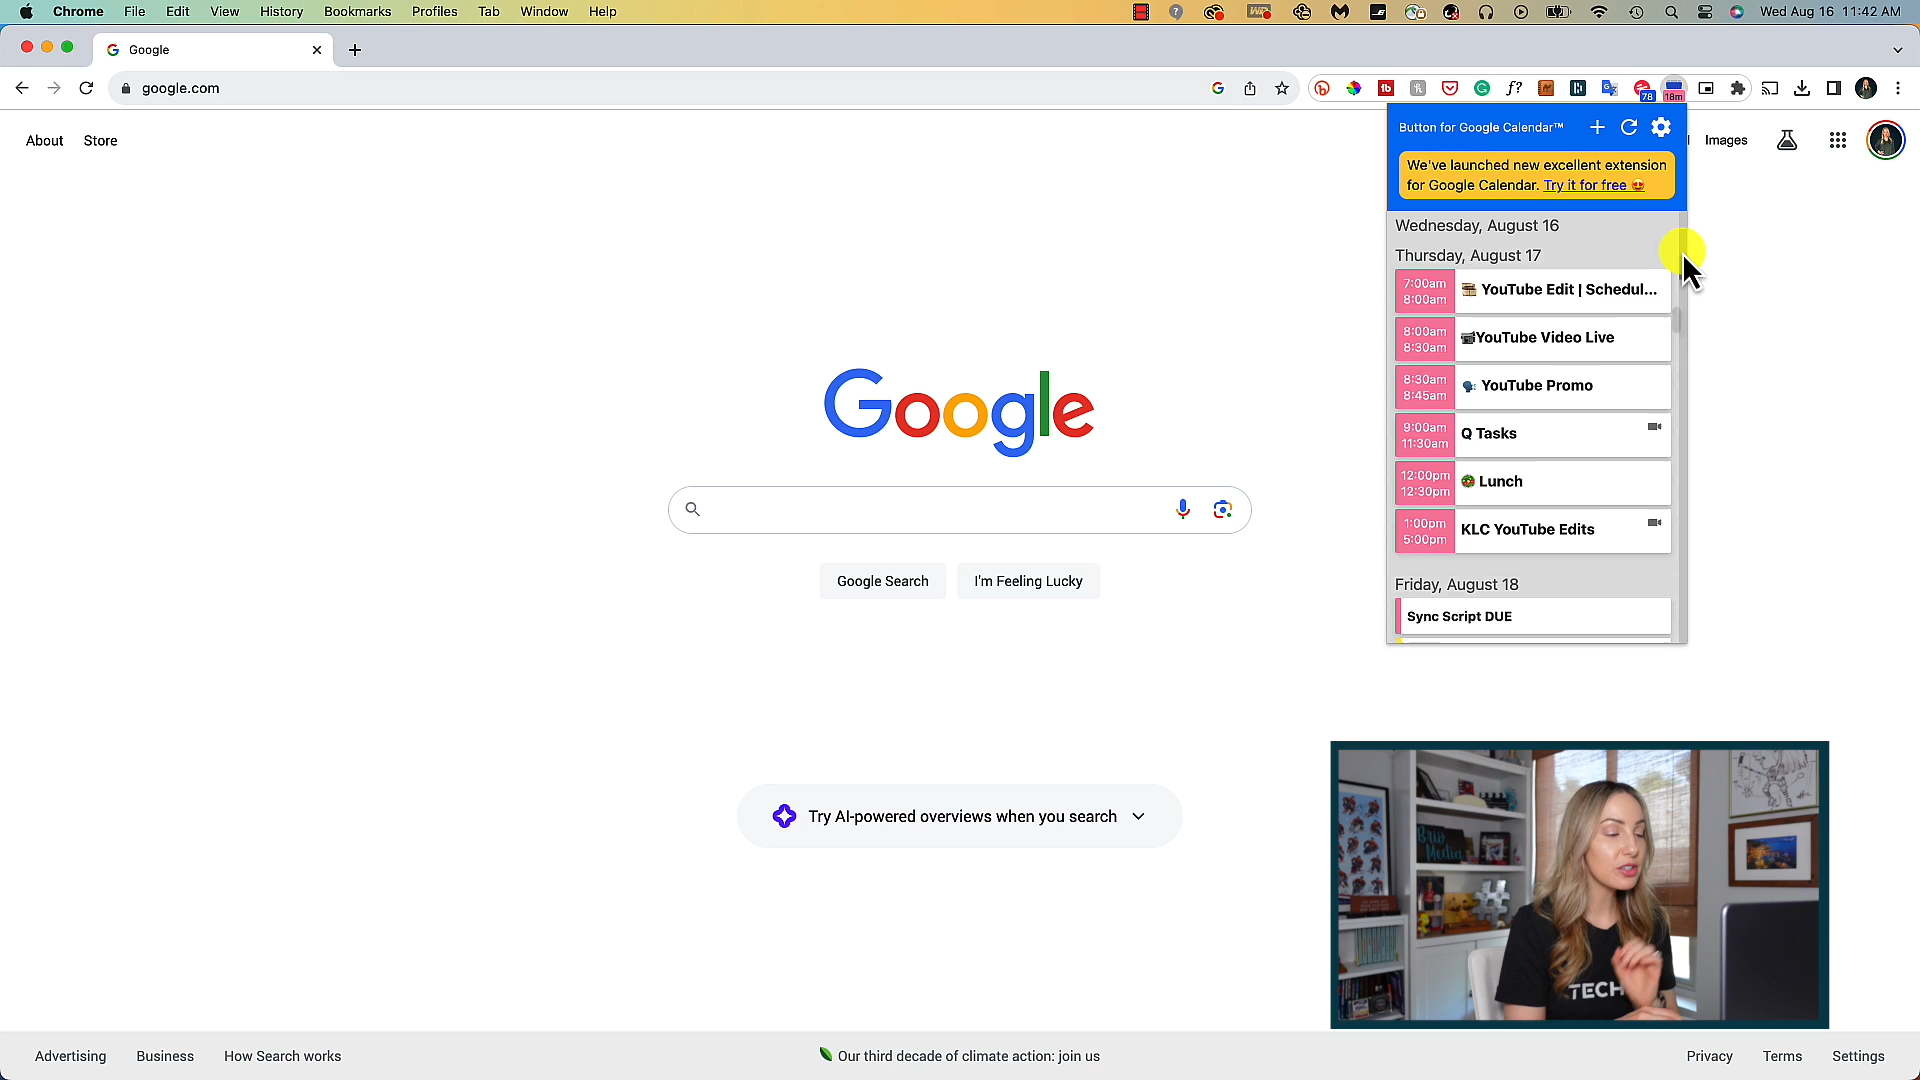 Chrome File Edit View History Bookmarks Profiles Tab Window Help
Wed Aug 16 11:42 AM
Google
google.com
78
18m
About Store
Images
Button for Google Calendar™
We've launched new excellent extension
for Google Calendar. Try it for free
Wednesday, August 16
Thursday, August 17
7:00am
8:00am
YouTube Edit | Schedul...
8:00am
8:30am
YouTube Video Live
8:30am
8:45am
YouTube Promo
9:00am
11:30am
Q Tasks
12:00pm
12:30pm
Lunch
1:00pm
5:00pm
KLC YouTube Edits
Friday, August 18
Sync Script DUE
Google
Google Search
I'm Feeling Lucky
Try AI-powered overviews when you search
Brio
Media
TECH
Advertising Business How Search works
Our third decade of climate action: join us
Privacy Terms Settings